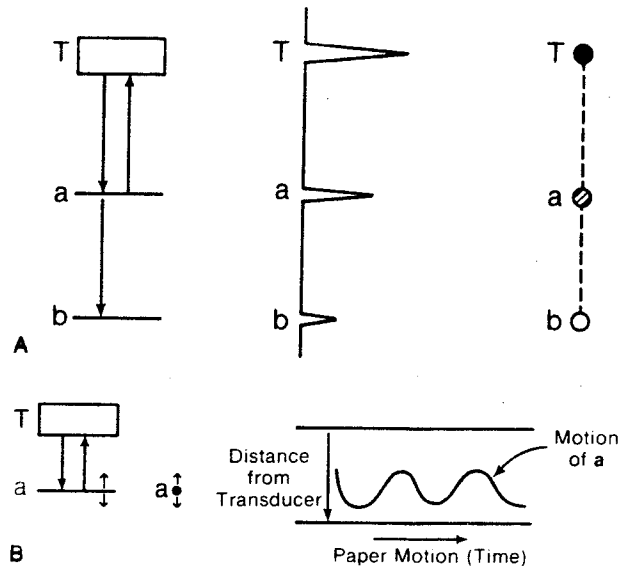 T
T
T
a
a
a
b
b
b
A
T
a
a
Distance
from
Transducer
Motion
of a
Paper Motion (Time)
B